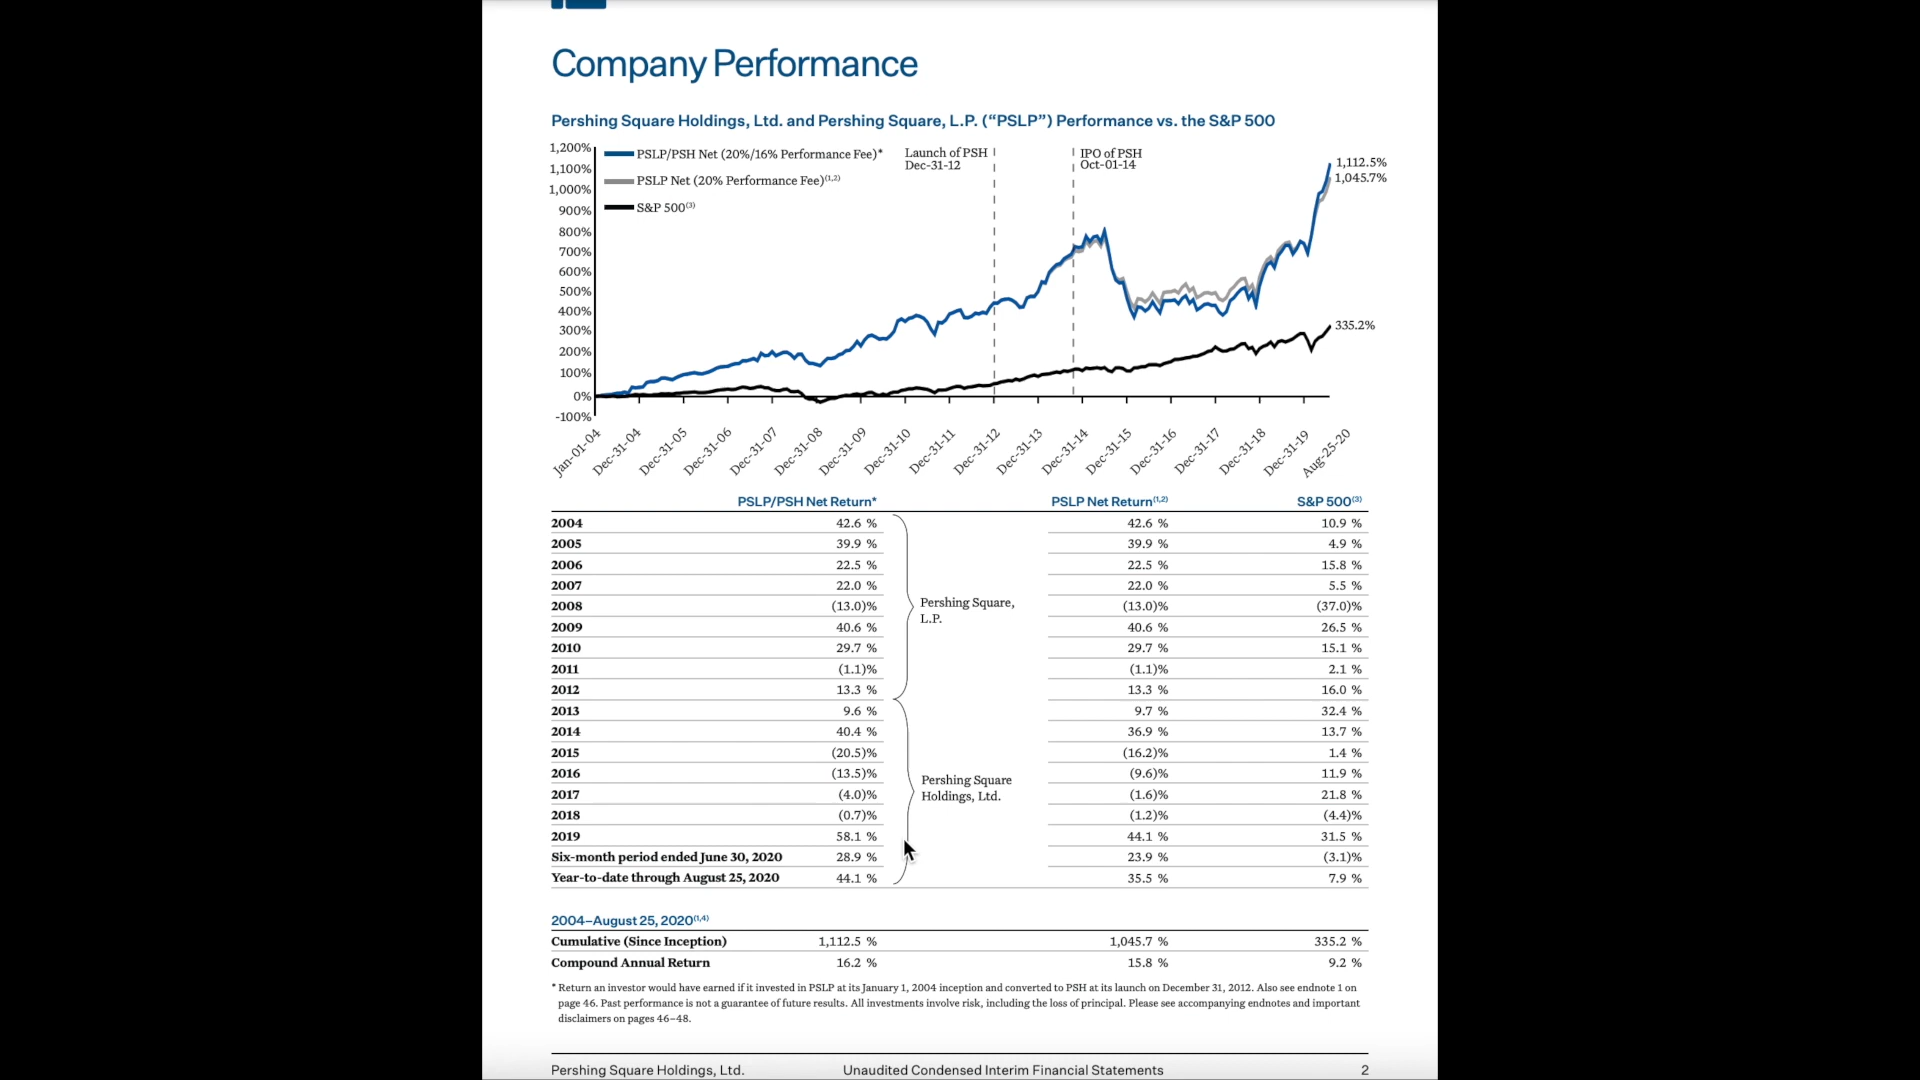 Company Performance
Pershing Square Holdings, Ltd. and Pershing Square, L.P. (“PSLP”) Performance vs. the S&P 500
PSLP/PSH Net (20%/16% Performance Fee)*
PSLP Net (20% Performance Fee)(1,2)
S&P 500(3)
Launch of PSH
Dec-31-12
IPO of PSH
Oct-01-14
1,112.5%
1,045.7%
335.2%
1,200%
1,100%
1,000%
900%
800%
700%
600%
500%
400%
300%
200%
100%
0%
-100%
Jan-01-04
Dec-31-04
Dec-31-05
Dec-31-06
Dec-31-07
Dec-31-08
Dec-31-09
Dec-31-10
Dec-31-11
Dec-31-12
Dec-31-13
Dec-31-14
Dec-31-15
Dec-31-16
Dec-31-17
Dec-31-18
Dec-31-19
Aug-25-20
PSLP/PSH Net Return* PSLP Net Return(1,2) S&P 500(3)
2004 42.6 % 42.6 % 10.9 %
2005 39.9 % 39.9 % 4.9 %
2006 22.5 % 22.5 % 15.8 %
2007 22.0 % 22.0 % 5.5 %
2008 (13.0)% (13.0)% (37.0)%
2009 40.6 % 40.6 % 26.5 %
2010 29.7 % 29.7 % 15.1 %
2011 (1.1)% (1.1)% 2.1 %
2012 13.3 % 13.3 % 16.0 %
2013 9.6 % 9.7 % 32.4 %
2014 40.4 % 36.9 % 13.7 %
2015 (20.5)% (16.2)% 1.4 %
2016 (13.5)% (9.6)% 11.9 %
2017 (4.0)% (1.6)% 21.8 %
2018 (0.7)% (1.2)% (4.4)%
2019 58.1 % 44.1 % 31.5 %
Six-month period ended June 30, 2020 28.9 % 23.9 % (3.1)%
Year-to-date through August 25, 2020 44.1 % 35.5 % 7.9 %
Pershing Square,
L.P.
Pershing Square
Holdings, Ltd.
2004–August 25, 2020(1,4)
Cumulative (Since Inception) 1,112.5 % 1,045.7 % 335.2 %
Compound Annual Return 16.2 % 15.8 % 9.2 %
* Return an investor would have earned if it invested in PSLP at its January 1, 2004 inception and converted to PSH at its launch on December 31, 2012. Also see endnote 1 on
page 46. Past performance is not a guarantee of future results. All investments involve risk, including the loss of principal. Please see accompanying endnotes and important
disclaimers on pages 46–48.
Pershing Square Holdings, Ltd. Unaudited Condensed Interim Financial Statements 2